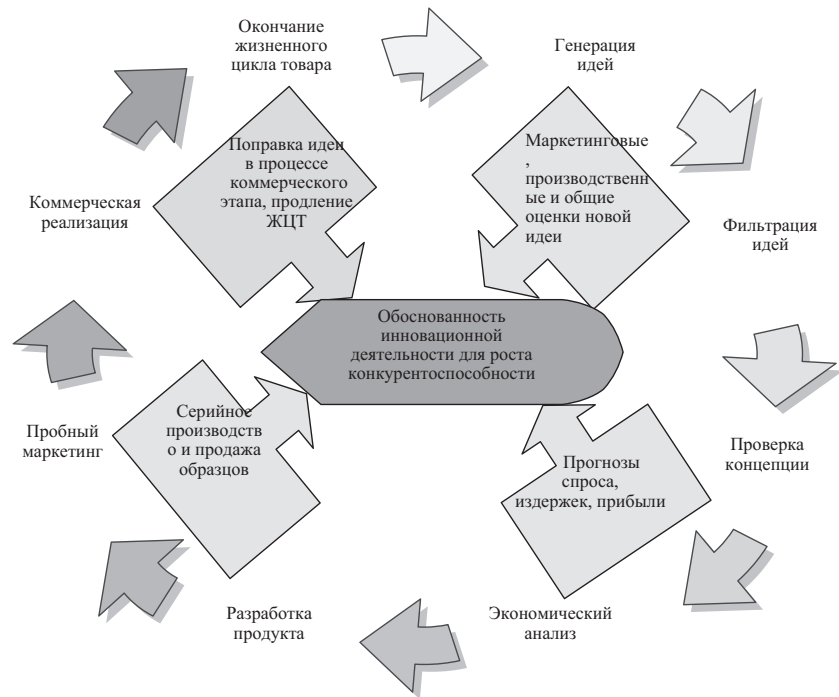 Окончание
жизненного
цикла товара
Генерация
идей
Поправка идеи
в процессе
коммерческого
этапа, продление
ЖЦТ
Маркетинговые
,
производственн
ые и общие
оценки новой
идеи
Коммерческая
реализация
Фильтрация
идей
Обоснованность
инновационной
деятельности для роста
конкурентоспособности
Пробный
маркетинг
Серийное
производств
о и продажа
образцов
Прогнозы
спроса,
издержек, прибыли
Проверка
концепции
Разработка
продукта
Экономический
анализ